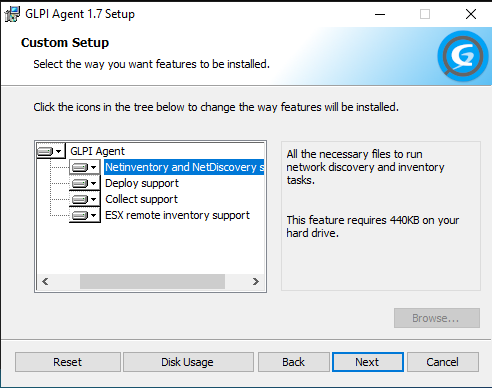 GLPI Agent 1.7 Setup
Custom Setup
Select the way you want features to be installed.
Click the icons in the tree below to change the way features will be installed.
GLPI Agent
Netinventory and NetDiscovery s
Deploy support
Collect support
ESX remote inventory support
All the necessary files to run
network discovery and inventory
tasks.
This feature requires 440KB on your
hard drive.
Browse...
Reset
Disk Usage
Back
Next
Cancel